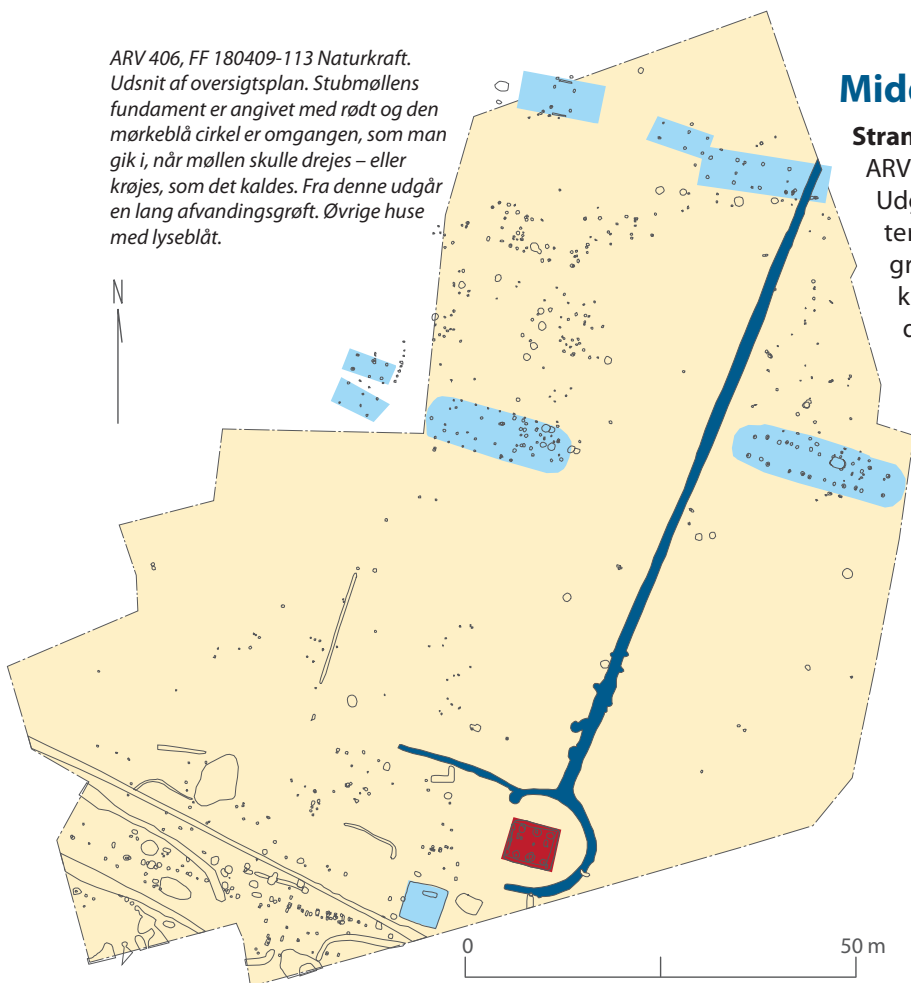 ARV 406, FF 180409-113 Naturkraft.
Udsnit af oversigtsplan. Stubmøllens
fundament er angivet med rødt og den
mørkeblå cirkel er omgangen, som man
gik i, når møllen skulle drejes – eller
krøjes, som det kaldes. Fra denne udgår
en lang afvandingsgrøft. Øvrige huse
med lyseblåt.
N
0
50 m
ARV